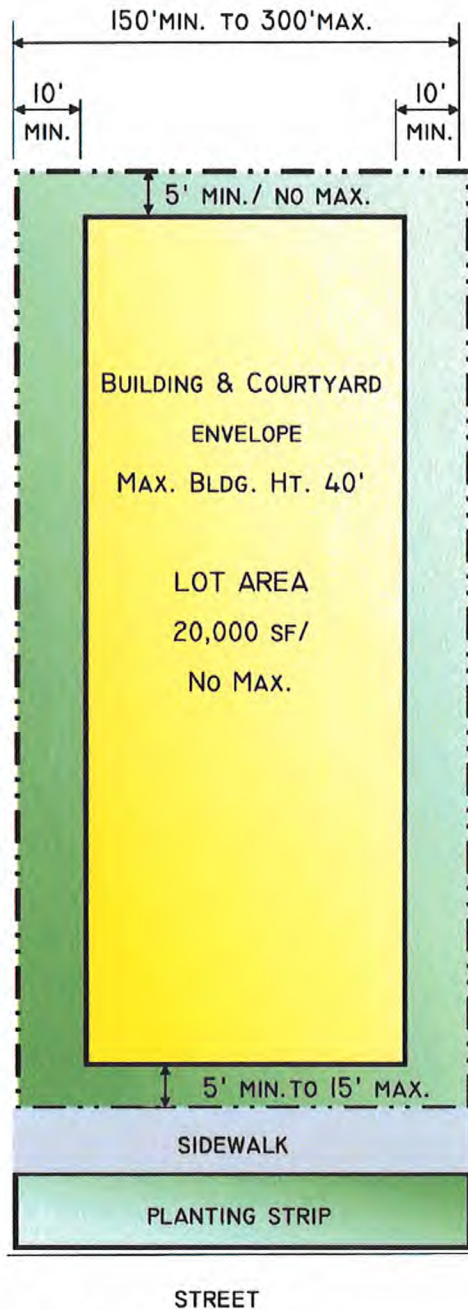 150'MIN. TO 300'MAX.
10'
MIN.
10'
MIN.
5' MIN./ NO MAX.
BUILDING & COURTYARD
ENVELOPE
MAX. BLDG. HT. 40'
LOT AREA
20,000 SF/
NO MAX.
5' MIN.TO 15' MAX.
SIDEWALK
PLANTING STRIP
STREET